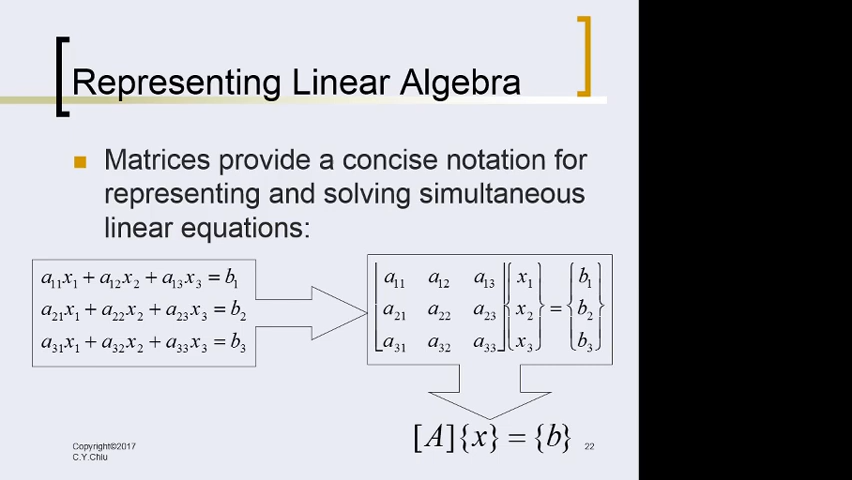 Representing Linear Algebra
Matrices provide a concise notation for
representing and solving simultaneous
linear equations:
a₁₁x₁ + a₁₂x₂ + a₁₃x₃ = b₁
a₂₁x₁ + a₂₂x₂ + a₂₃x₃ = b₂
a₃₁x₁ + a₃₂x₂ + a₃₃x₃ = b₃
[a₁₁ a₁₂ a₁₃] {x₁} {b₁}
[a₂₁ a₂₂ a₂₃] {x₂} = {b₂}
[a₃₁ a₃₂ a₃₃] {x₃} {b₃}
[A]{x} = {b}
Copyright©2017
C.Y.Chiu
22